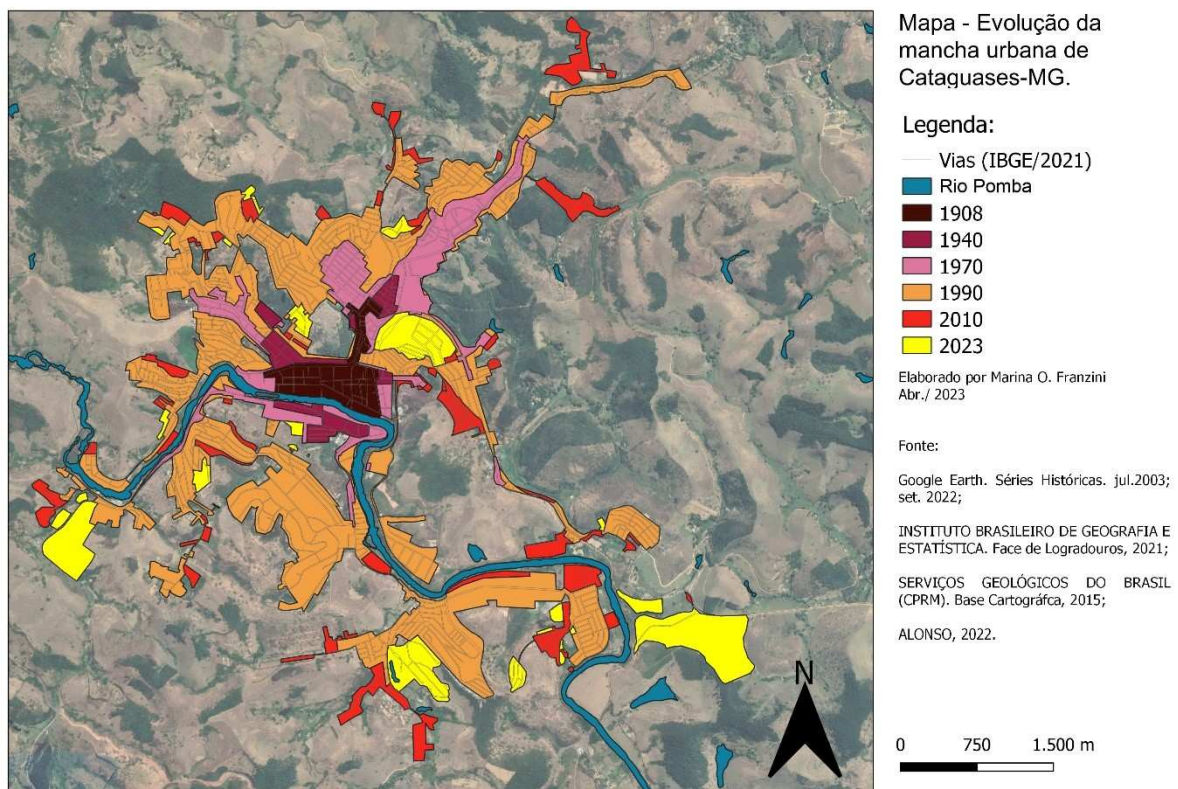 Mapa - Evolução da
mancha urbana de
Cataguases-MG.
Legenda:
Vias (IBGE/2021)
Rio Pomba
1908
1940
1970
1990
2010
2023
Elaborado por Marina O. Franzini
Abr./ 2023
Fonte:
Google Earth. Séries Históricas. jul.2003;
set. 2022;
INSTITUTO BRASILEIRO DE GEOGRAFIA E
ESTATÍSTICA. Face de Logradouros, 2021;
SERVIÇOS GEOLÓGICOS DO BRASIL
(CPRM). Base Cartográfca, 2015;
ALONSO, 2022.
N
0 750 1.500 m